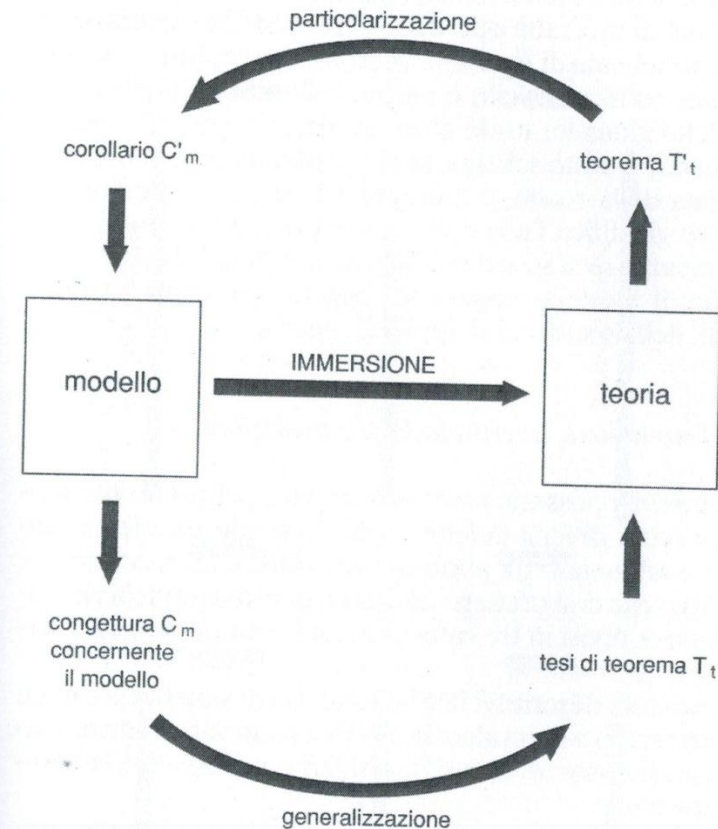 particolarizzazione
corollario C'm
teorema T't
modello
IMMERSIONE
teoria
congettura Cm
concernente
il modello
tesi di teorema Tt
generalizzazione